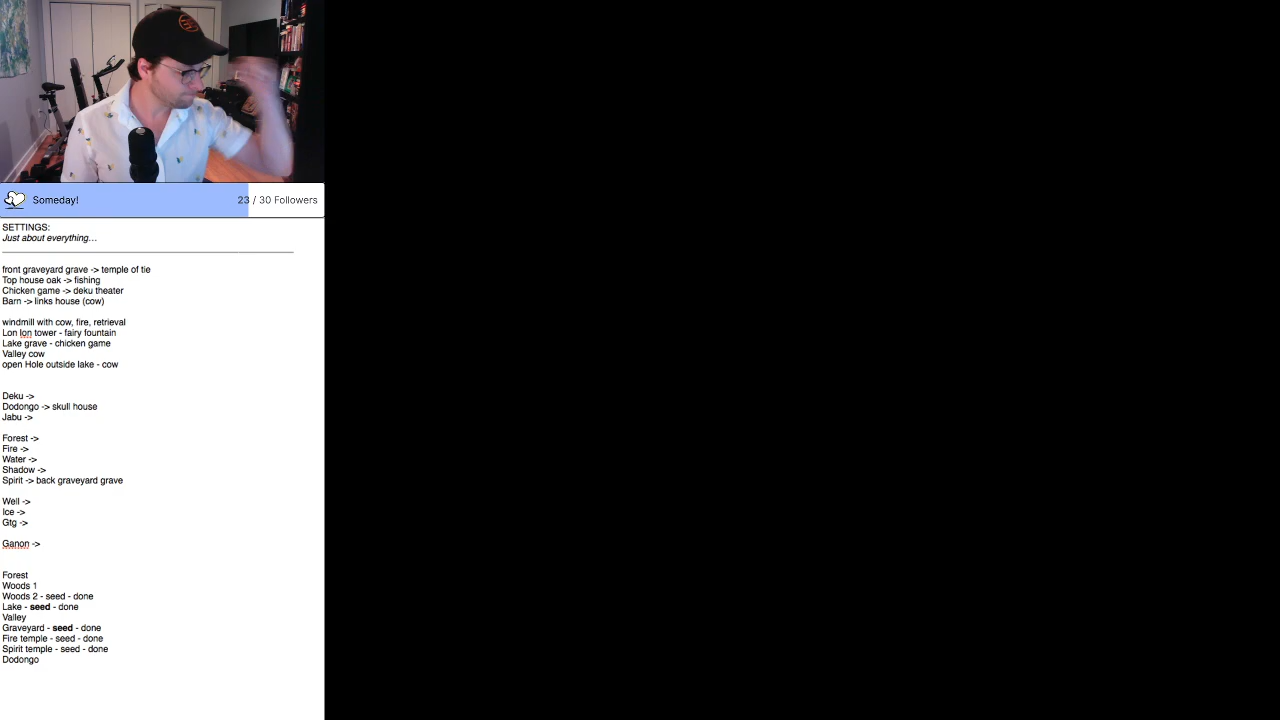 Someday!
23 / 30 Followers
SETTINGS:
Just about everything...
front graveyard grave -> temple of tie
Top house oak -> fishing
Chicken game -> deku theater
Barn -> links house (cow)
windmill with cow, fire, retrieval
Lon lon tower - fairy fountain
Lake grave - chicken game
Valley cow
open Hole outside lake - cow
Deku ->
Dodongo -> skull house
Jabu ->
Forest ->
Fire ->
Water ->
Shadow ->
Spirit -> back graveyard grave
Well ->
Ice ->
Gtg ->
Ganon ->
Forest
Woods 1
Woods 2 - seed - done
Lake - seed - done
Valley
Graveyard - seed - done
Fire temple - seed - done
Spirit temple - seed - done
Dodongo